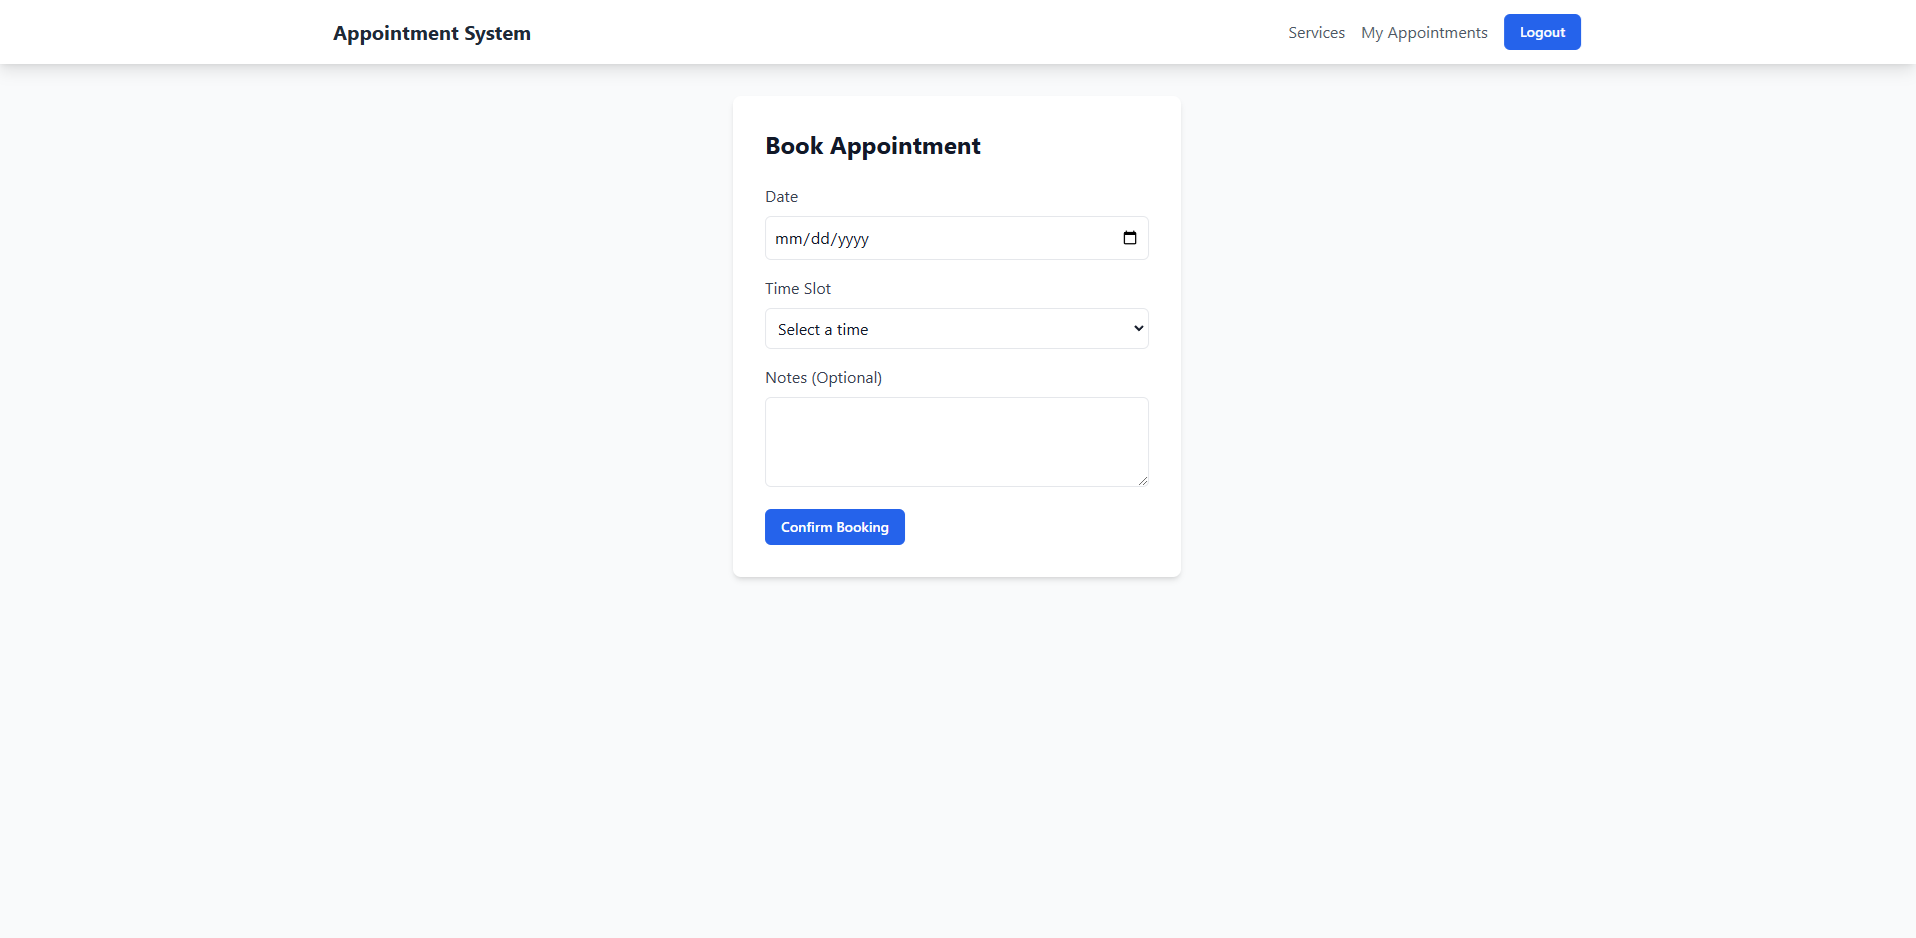 Appointment System
Services My Appointments Logout
Book Appointment
Date
mm/dd/yyyy
Time Slot
Select a time
Notes (Optional)
Confirm Booking